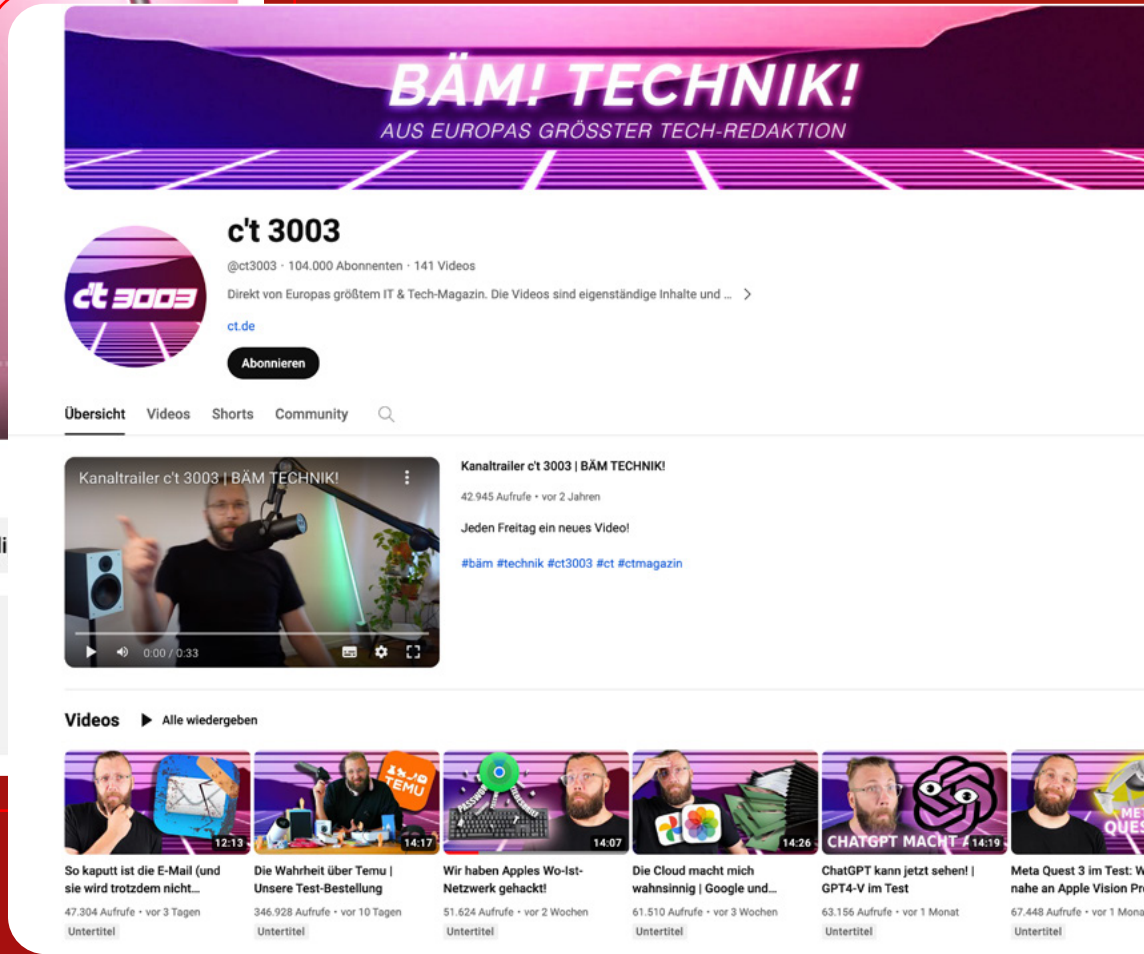 BÄM! TECHNIK!
AUS EUROPAS GRÖSSTER TECH-REDAKTION
c't 3003
c't 3003
@ct3003 · 104.000 Abonnenten · 141 Videos
Direkt von Europas größtem IT & Tech-Magazin. Die Videos sind eigenständige Inhalte und ...
ct.de
Abonnieren
Übersicht Videos Shorts Community
Kanaltrailer c't 3003 | BÄM TECHNIK!
0:00 / 0:33
Kanaltrailer c't 3003 | BÄM TECHNIK!
42.945 Aufrufe • vor 2 Jahren
Jeden Freitag ein neues Video!
#bäm #technik #ct3003 #ct #ctmagazin
Videos Alle wiedergeben
12:13
So kaputt ist die E-Mail (und
sie wird trotzdem nicht...
47.304 Aufrufe • vor 3 Tagen
Untertitel
TEMU
14:17
Die Wahrheit über Temu |
Unsere Test-Bestellung
346.928 Aufrufe • vor 10 Tagen
Untertitel
PASSWORD
14:07
Wir haben Apples Wo-Ist-
Netzwerk gehackt!
51.624 Aufrufe • vor 2 Wochen
Untertitel
14:26
Die Cloud macht mich
wahnsinnig | Google und...
61.510 Aufrufe • vor 3 Wochen
Untertitel
CHATGPT MACHT A
14:19
ChatGPT kann jetzt sehen! |
GPT4-V im Test
63.156 Aufrufe • vor 1 Monat
Untertitel
ME
QUES
Meta Quest 3 im Test: W
nahe an Apple Vision Pr
67.448 Aufrufe • vor 1 Mona
Untertitel